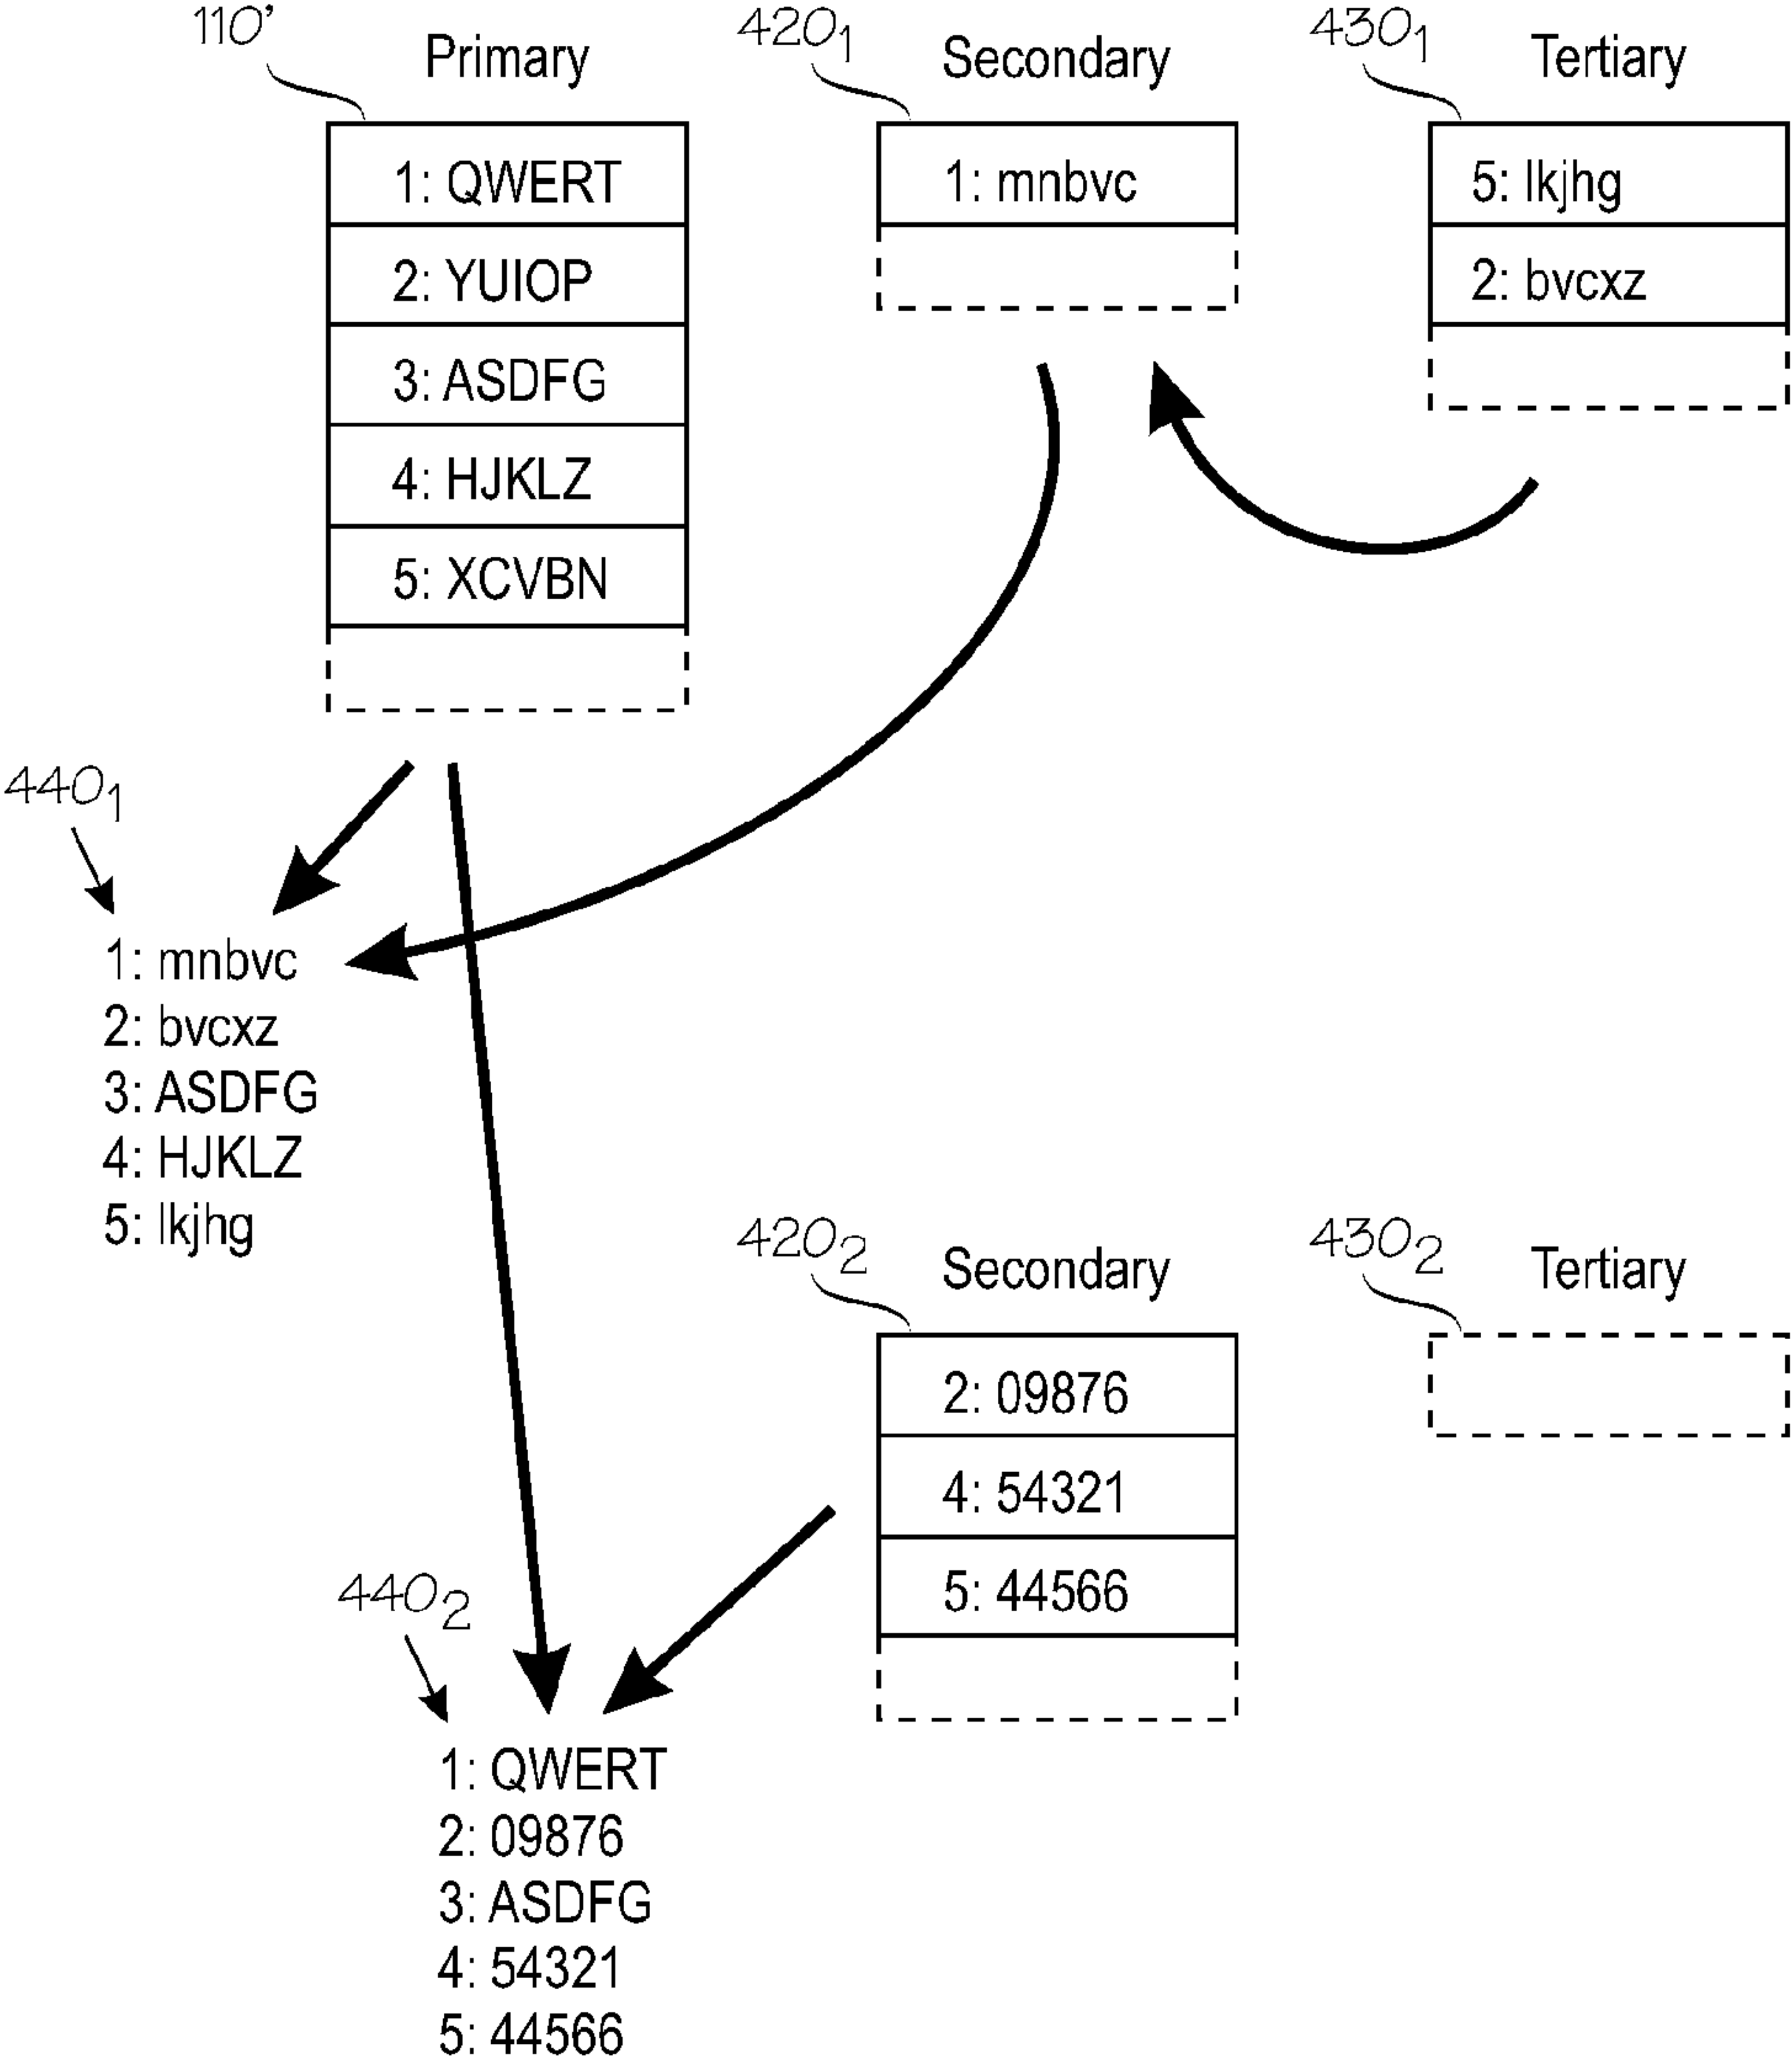 110'
Primary
420₁
Secondary
430₁
Tertiary
1: QWERT
2: YUIOP
3: ASDFG
4: HJKLZ
5: XCVBN
1: mnbvc
5: lkjhg
2: bvcxz
440₁
1: mnbvc
2: bvcxz
3: ASDFG
4: HJKLZ
5: lkjhg
420₂
Secondary
430₂
Tertiary
2: 09876
4: 54321
5: 44566
440₂
1: QWERT
2: 09876
3: ASDFG
4: 54321
5: 44566